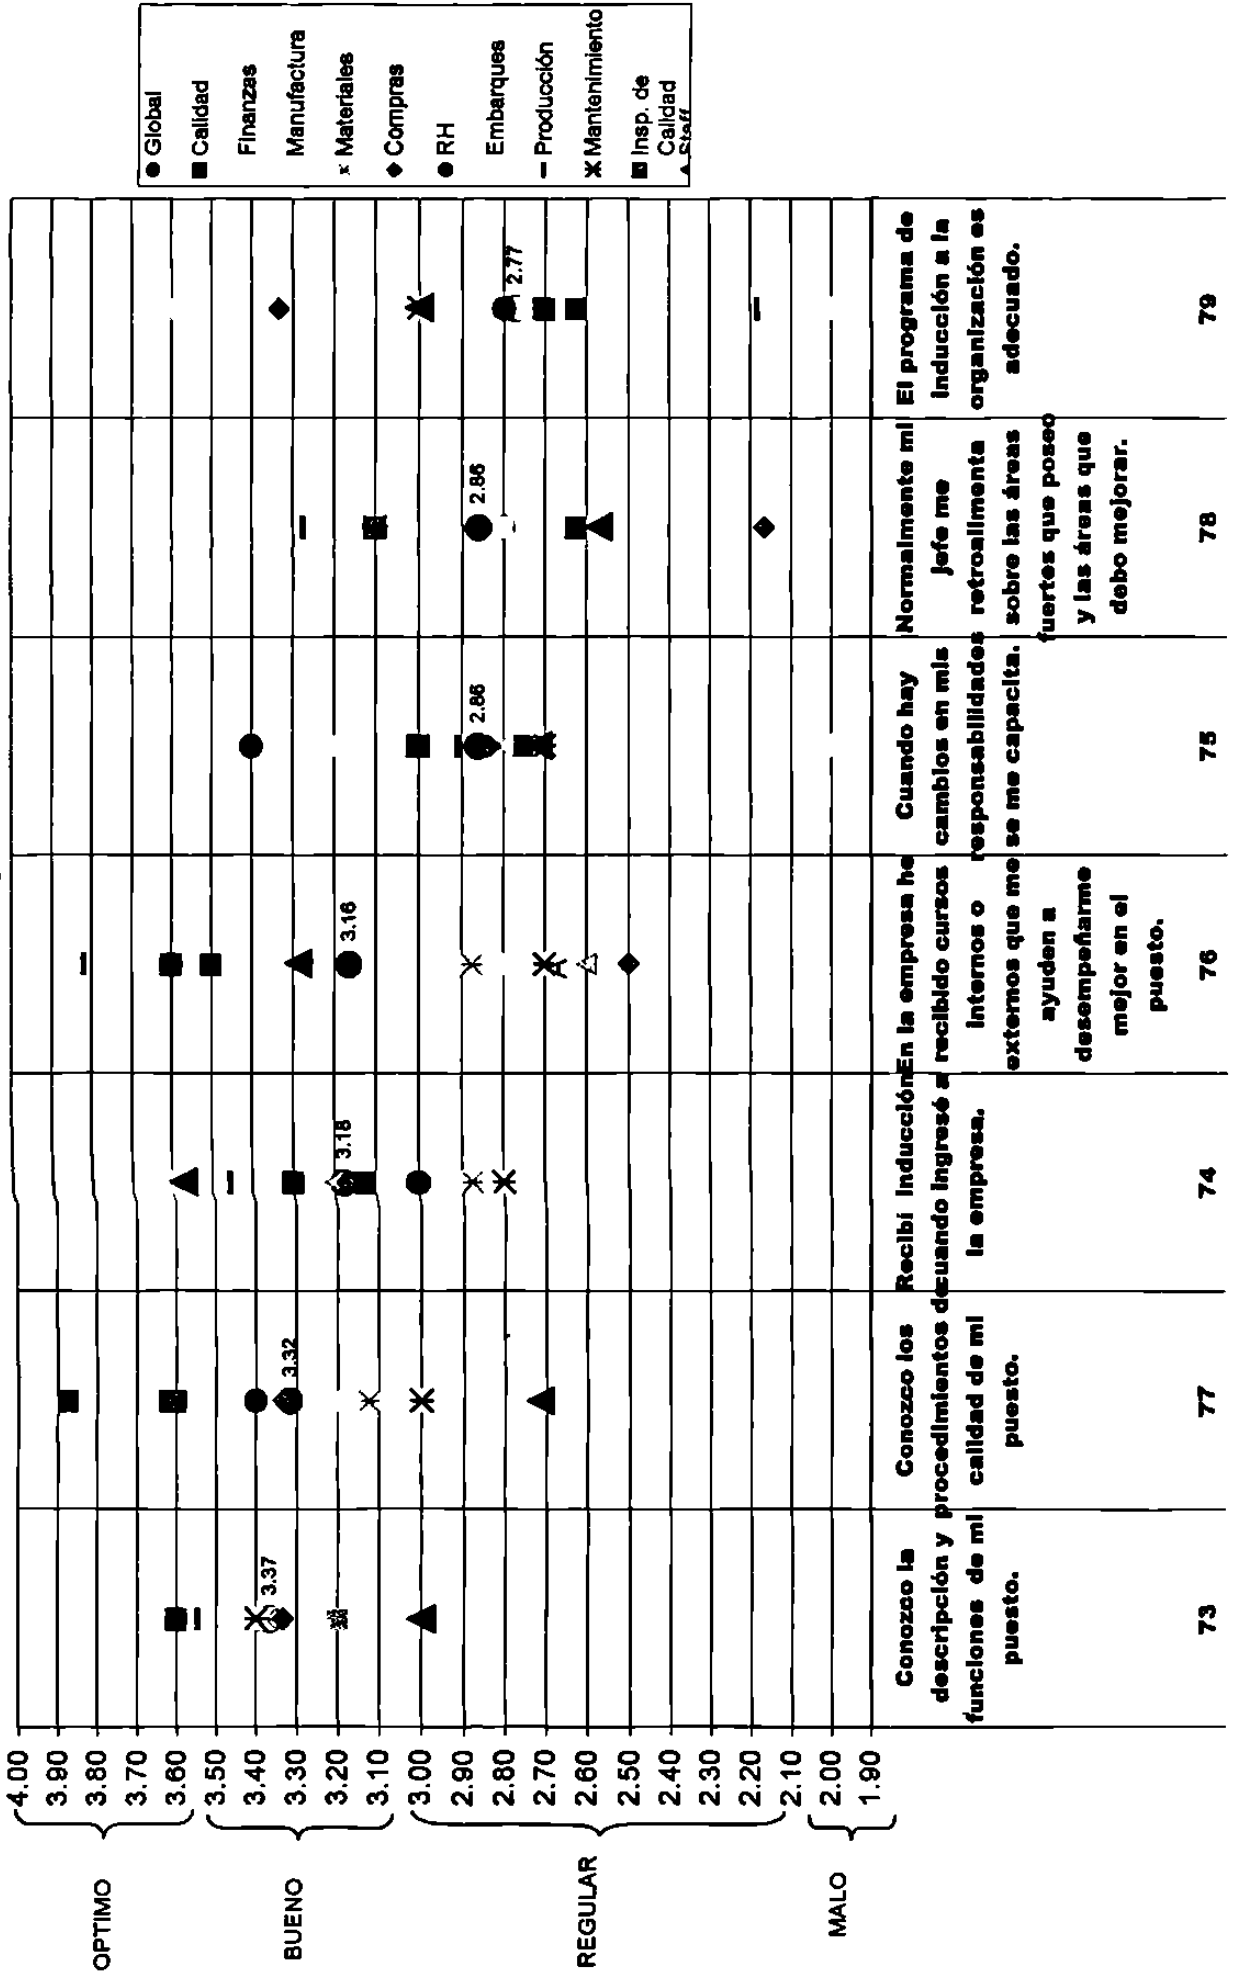 4.00
3.90
3.80
3.70
3.60
3.50
3.40
3.30
3.20
3.10
3.00
2.90
2.80
2.70
2.60
2.50
2.40
2.30
2.20
2.10
2.00
1.90
OPTIMO
BUENO
REGULAR
MALO
3.37
3.32
3.18
3.16
2.86
2.86
2.77
Conozco la
descripción y
funciones de mi
puesto.
73
Conozco los
procedimientos de
calidad de mi
puesto.
77
Recibí inducción
cuando ingresé a
la empresa.
74
En la empresa he
recibido cursos
internos o
externos que me
ayuden a
desempeñarme
mejor en el
puesto.
76
Cuando hay
cambios en mis
responsabilidades
se me capacita.
75
Normalmente mi
jefe me
retroalimenta
sobre las áreas
fuertes que poseo
y las áreas que
debo mejorar.
78
El programa de
inducción a la
organización es
adecuado.
79
Global
Calidad
Finanzas
Manufactura
Materiales
Compras
RH
Embarques
Producción
Mantenimiento
Insp. de
Calidad
Staff